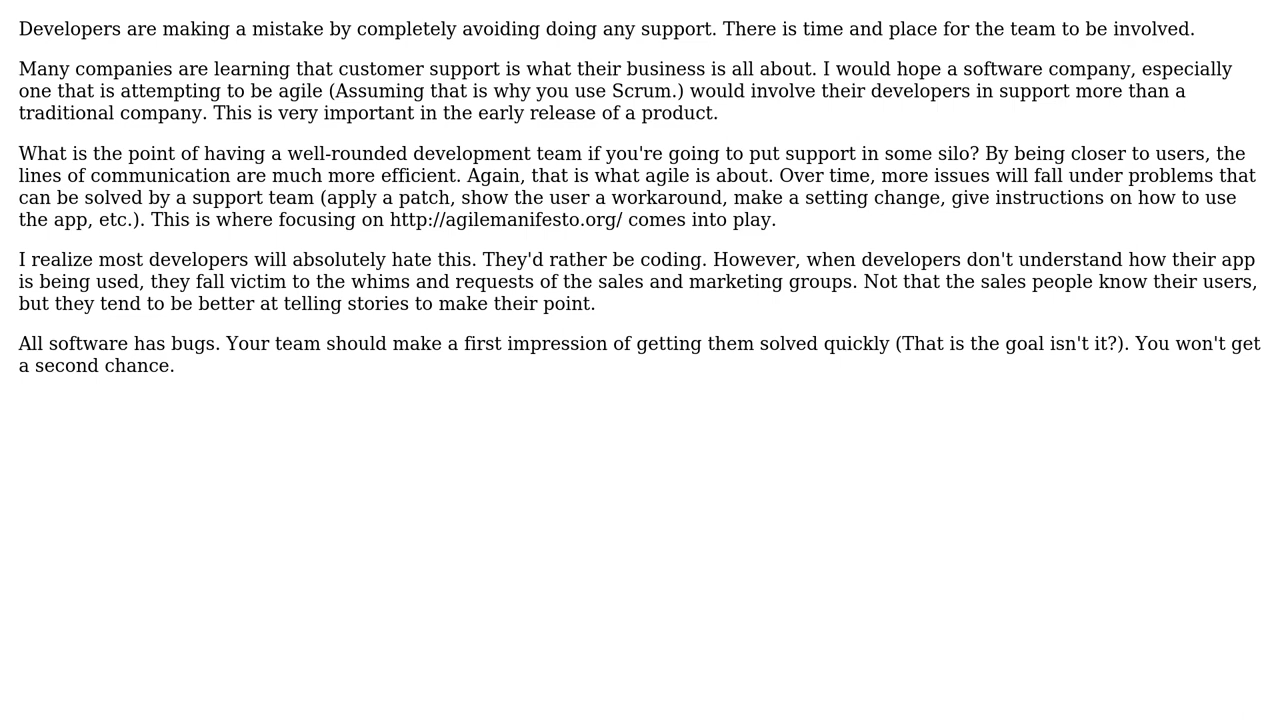 Developers are making a mistake by completely avoiding doing any support. There is time and place for the team to be involved.
Many companies are learning that customer support is what their business is all about. I would hope a software company, especially
one that is attempting to be agile (Assuming that is why you use Scrum.) would involve their developers in support more than a
traditional company. This is very important in the early release of a product.
What is the point of having a well-rounded development team if you're going to put support in some silo? By being closer to users, the
lines of communication are much more efficient. Again, that is what agile is about. Over time, more issues will fall under problems that
can be solved by a support team (apply a patch, show the user a workaround, make a setting change, give instructions on how to use
the app, etc.). This is where focusing on http://agilemanifesto.org/ comes into play.
I realize most developers will absolutely hate this. They'd rather be coding. However, when developers don't understand how their app
is being used, they fall victim to the whims and requests of the sales and marketing groups. Not that the sales people know their users,
but they tend to be better at telling stories to make their point.
All software has bugs. Your team should make a first impression of getting them solved quickly (That is the goal isn't it?). You won't get
a second chance.